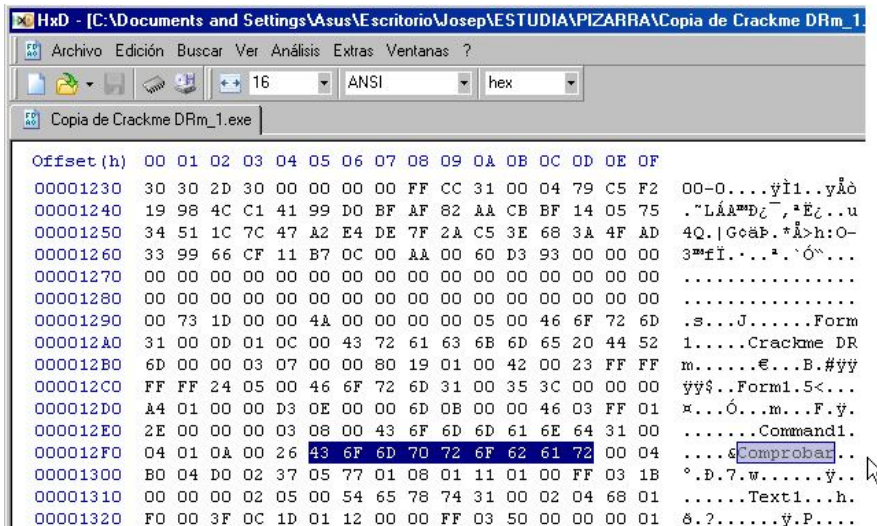 HxD - [C:\Documents and Settings\Asus\Escritorio\Josep\ESTUDIA\PIZARRA\Copia de Crackme DRm_1.
Archivo Edición Buscar Ver Análisis Extras Ventanas ?
16 ANSI hex
Copia de Crackme DRm_1.exe
Offset(h) 00 01 02 03 04 05 06 07 08 09 0A 0B 0C 0D 0E 0F
00001230 30 30 2D 30 00 00 00 00 FF CC 31 00 04 79 C5 F2 00-0....ÿÌ1..yÅò
00001240 19 98 4C C1 41 99 D0 BF AF 82 AA CB BF 14 05 75 .˜LÁA™Ð¿¯‚ªË¿..u
00001250 34 51 1C 7C 47 A2 E4 DE 7F 2A C5 3E 68 3A 4F AD 4Q.|G¢äÞ.*Å>h:O-
00001260 33 99 66 CF 11 B7 0C 00 AA 00 60 D3 93 00 00 00 3™fÏ.·..ª.`Ó“...
00001270 00 00 00 00 00 00 00 00 00 00 00 00 00 00 00 00 ................
00001280 00 00 00 00 00 00 00 00 00 00 00 00 00 00 00 00 ................
00001290 00 73 1D 00 00 4A 00 00 00 00 05 00 46 6F 72 6D .s...J......Form
000012A0 31 00 0D 01 0C 00 43 72 61 63 6B 6D 65 20 44 52 1.....Crackme DR
000012B0 6D 00 00 03 07 00 00 80 19 01 00 42 00 23 FF FF m......€...B.#ÿÿ
000012C0 FF FF 24 05 00 46 6F 72 6D 31 00 35 3C 00 00 00 ÿÿ$..Form1.5<...
000012D0 A4 01 00 00 D3 0E 00 00 6D 0B 00 00 46 03 FF 01 ¤...Ó...m...F.ÿ.
000012E0 2E 00 00 00 03 08 00 43 6F 6D 6D 61 6E 64 31 00 .......Command1.
000012F0 04 01 0A 00 26 43 6F 6D 70 72 6F 62 61 72 00 04 ....&Comprobar..
00001300 B0 04 D0 02 37 05 77 01 08 01 11 01 00 FF 03 1B °.Ð.7.w......ÿ..
00001310 00 00 00 02 05 00 54 65 78 74 31 00 02 04 68 01 ......Text1...h.
00001320 F0 00 3F 0C 1D 01 12 00 00 FF 03 50 00 00 00 01 ð.?......ÿ.P....